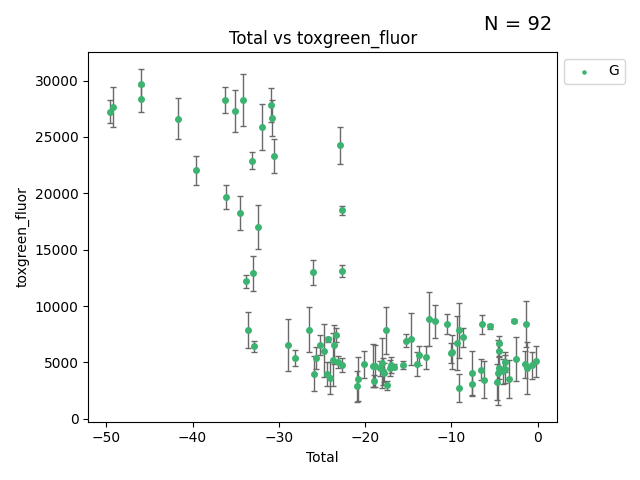 N = 92
Total vs toxgreen_fluor
G
toxgreen_fluor
30000
25000
20000
15000
10000
5000
0
−50 −40 −30 −20 −10 0
Total